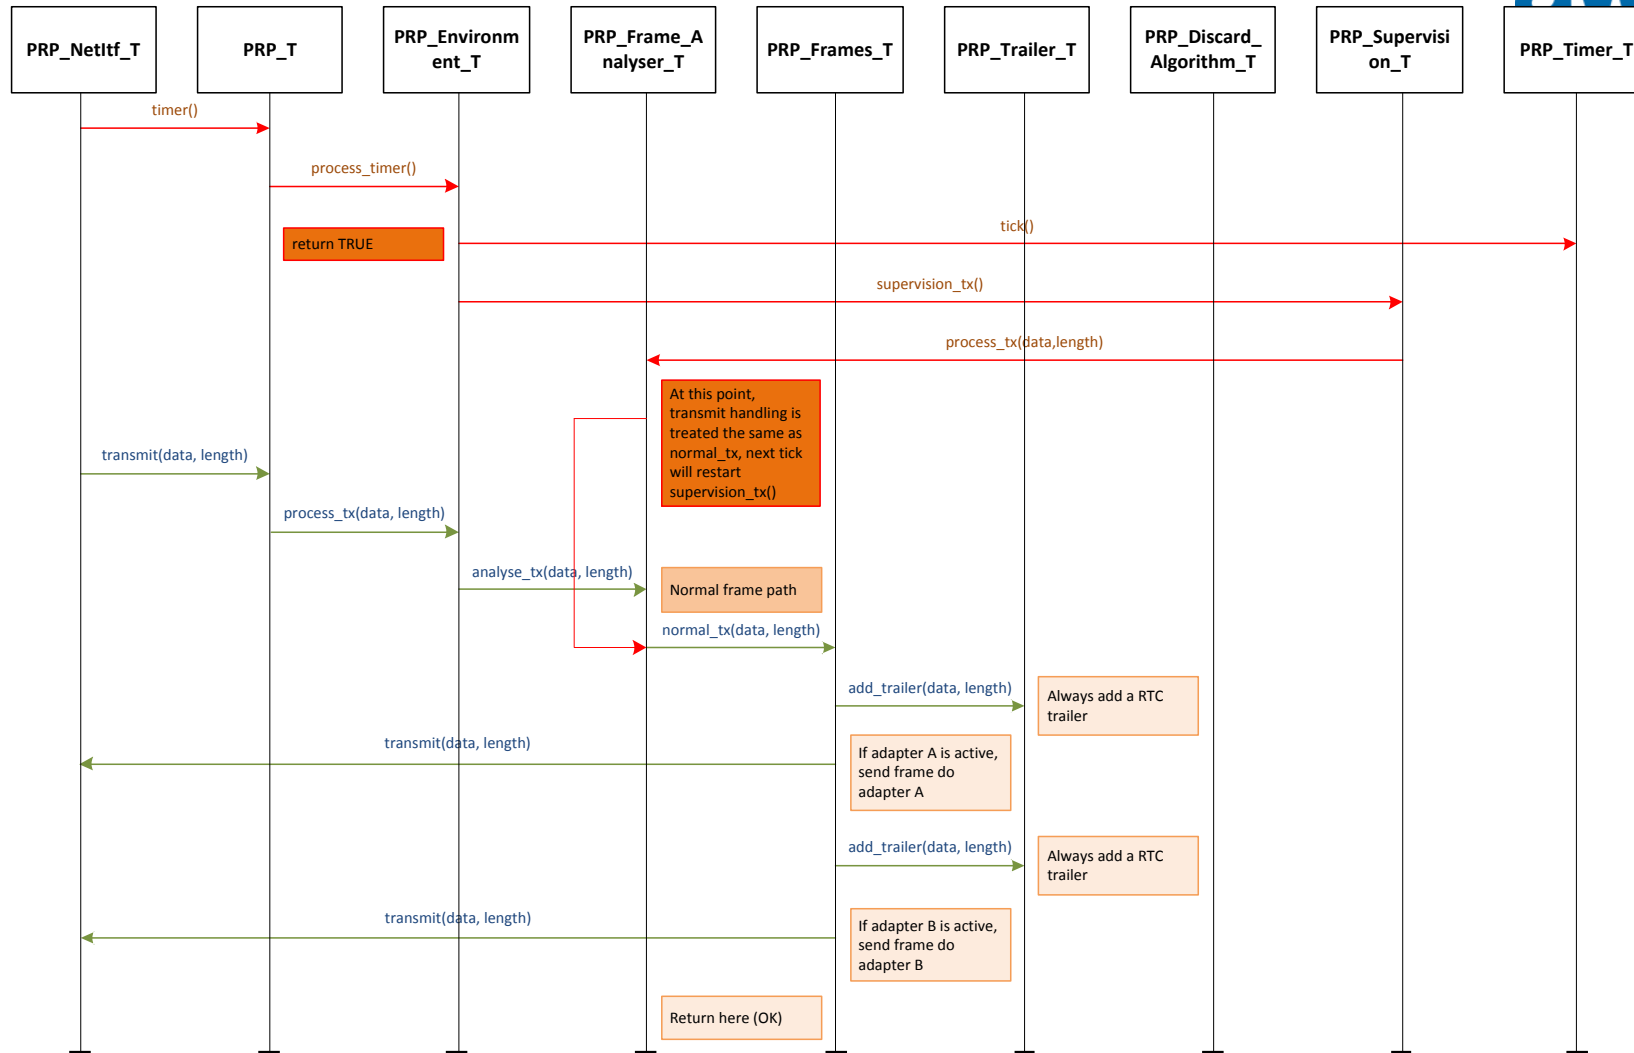 PRP_NetItf_T
PRP_T
PRP_Environm
ent_T
PRP_Frame_A
nalyser_T
PRP_Frames_T
PRP_Trailer_T
PRP_Discard_
Algorithm_T
PRP_Supervisi
on_T
PRP_Timer_T
timer()
process_timer()
return TRUE
tick()
supervision_tx()
process_tx(data,length)
At this point,
transmit handling is
treated the same as
normal_tx, next tick
will restart
supervision_tx()
transmit(data, length)
process_tx(data, length)
analyse_tx(data, length)
Normal frame path
normal_tx(data, length)
add_trailer(data, length)
Always add a RTC
trailer
transmit(data, length)
If adapter A is active,
send frame do
adapter A
add_trailer(data, length)
Always add a RTC
trailer
transmit(data, length)
If adapter B is active,
send frame do
adapter B
Return here (OK)